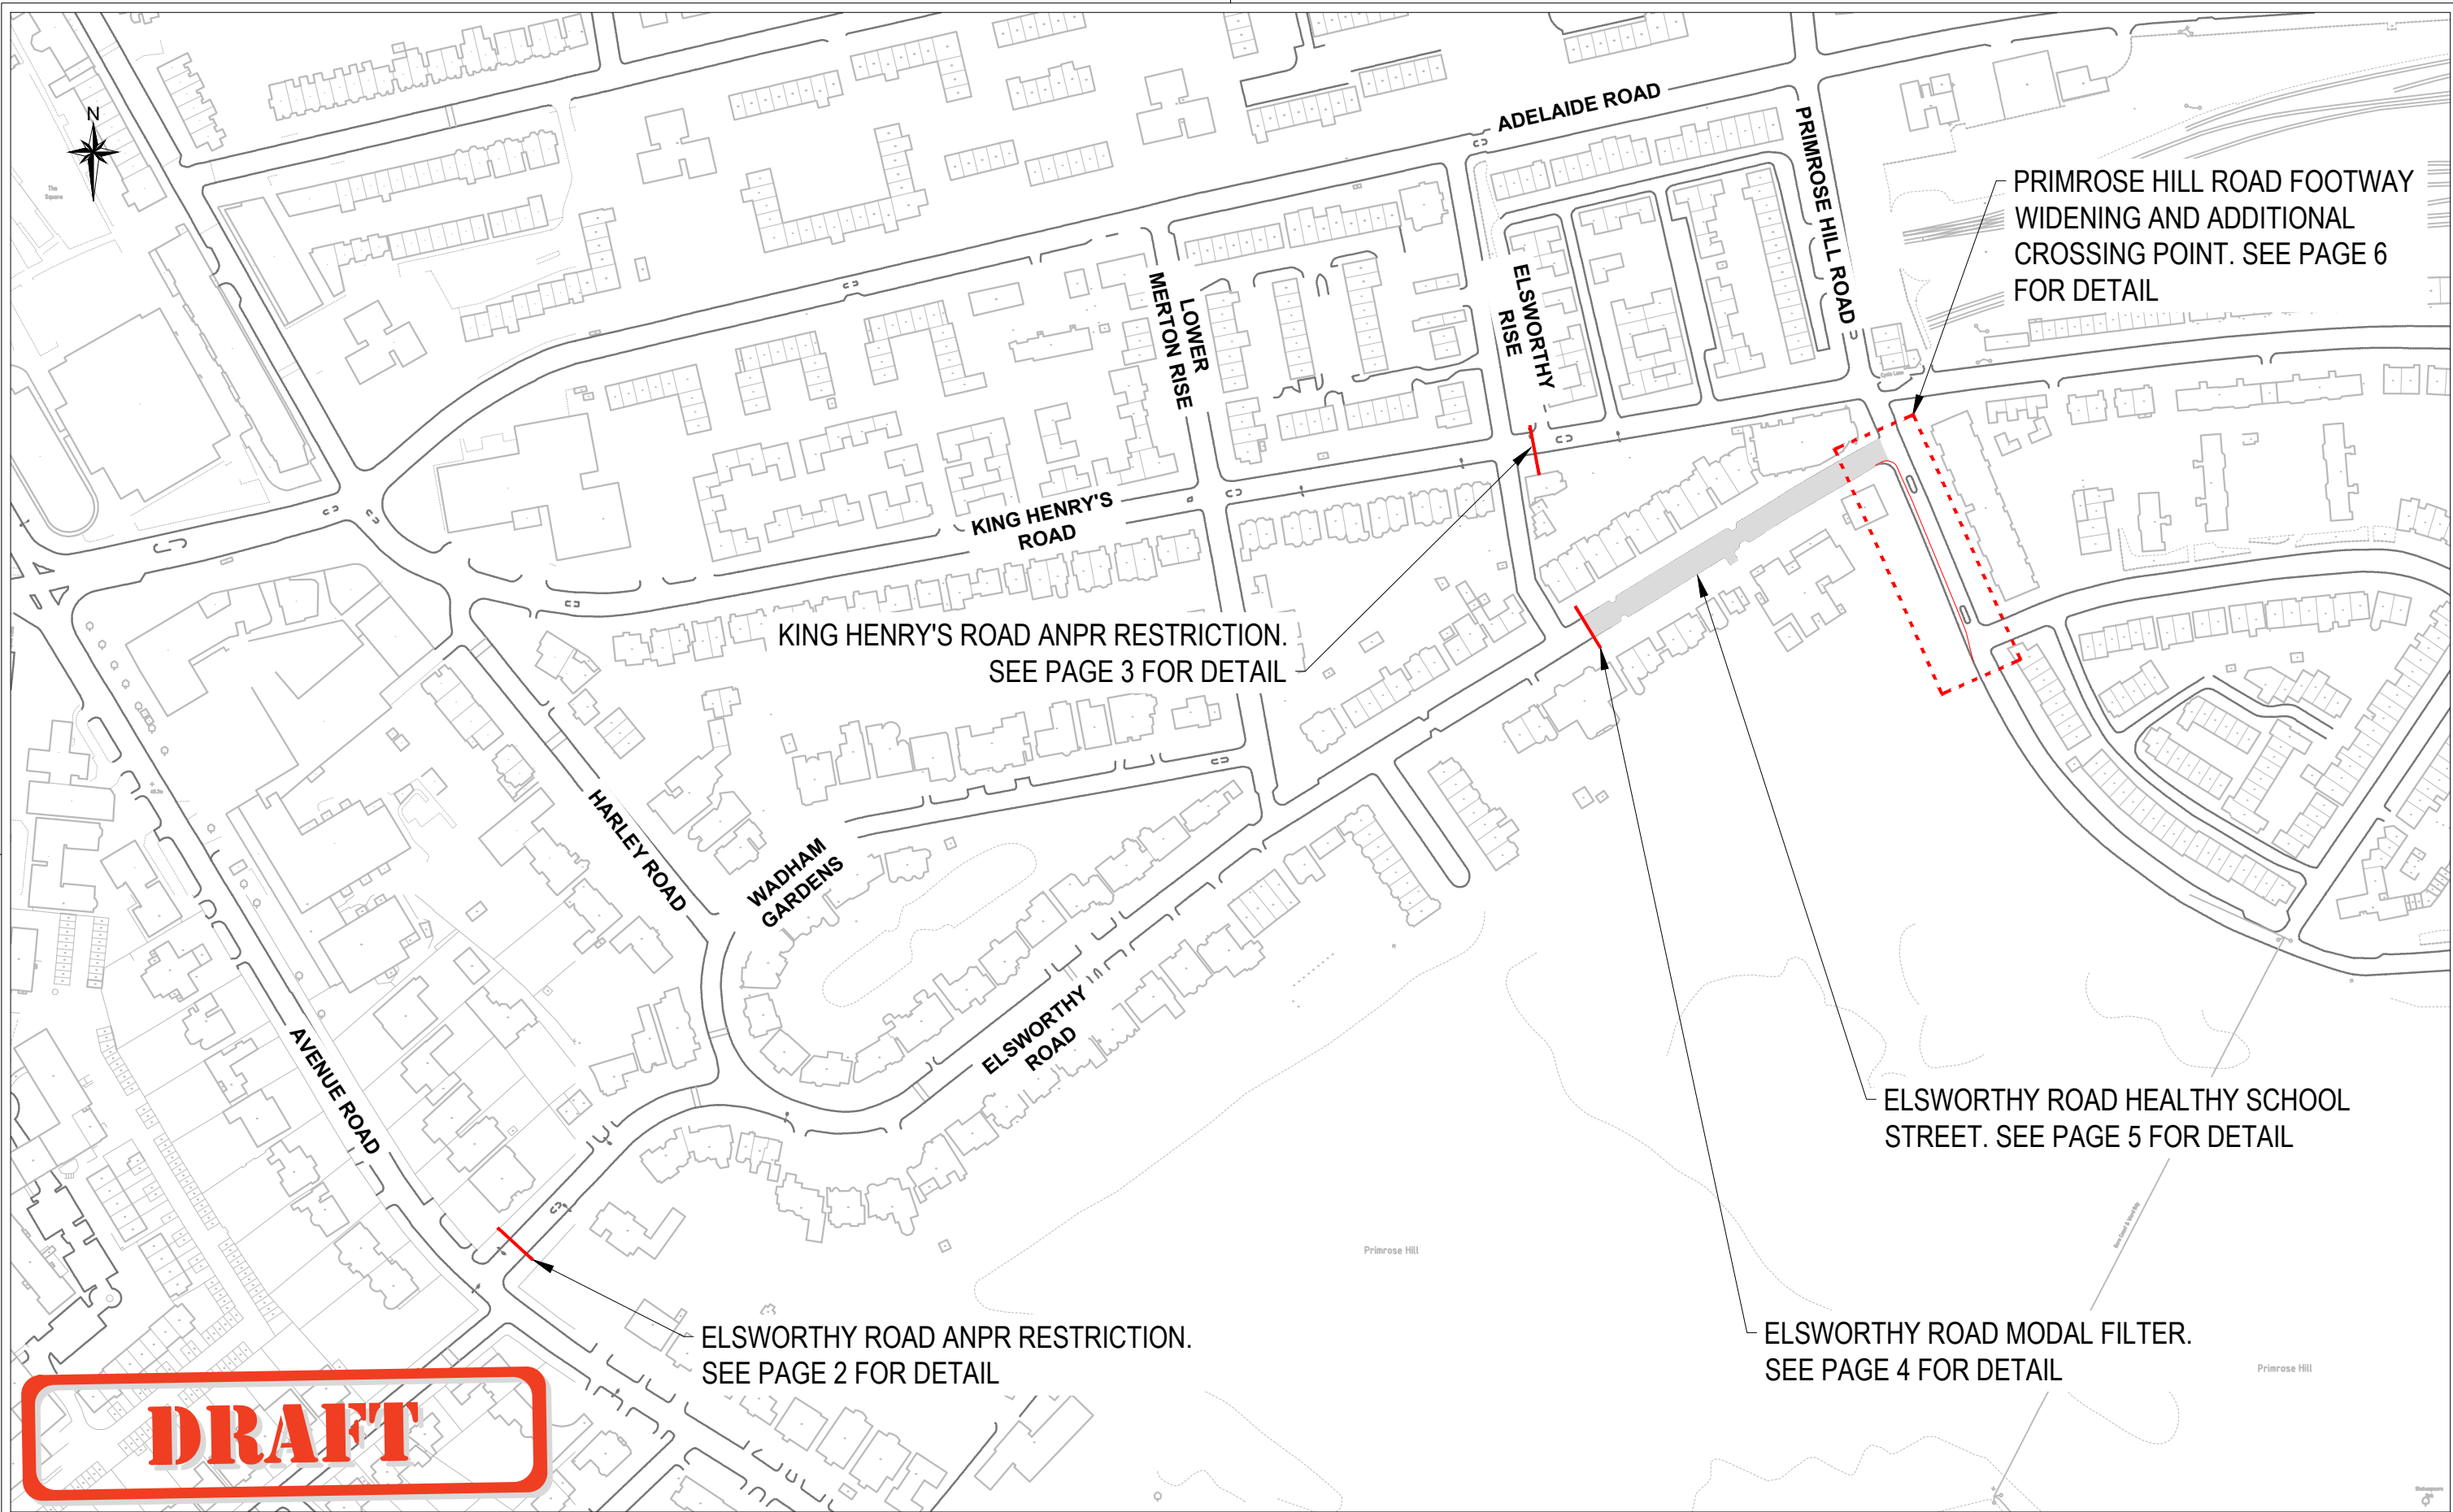 N
The
Square
ADELAIDE ROAD
PRIMROSE HILL ROAD
PRIMROSE HILL ROAD FOOTWAY
WIDENING AND ADDITIONAL
CROSSING POINT. SEE PAGE 6
FOR DETAIL
LOWER
MERTON RISE
ELSWORTHY
RISE
Cycle Lane
KING HENRY'S
ROAD
KING HENRY'S ROAD ANPR RESTRICTION.
SEE PAGE 3 FOR DETAIL
HARLEY ROAD
WADHAM
GARDENS
ELSWORTHY
ROAD
AVENUE ROAD
ELSWORTHY ROAD HEALTHY SCHOOL
STREET. SEE PAGE 5 FOR DETAIL
Primrose Hill
ELSWORTHY ROAD ANPR RESTRICTION.
SEE PAGE 2 FOR DETAIL
ELSWORTHY ROAD MODAL FILTER.
SEE PAGE 4 FOR DETAIL
Primrose Hill
DRAFT